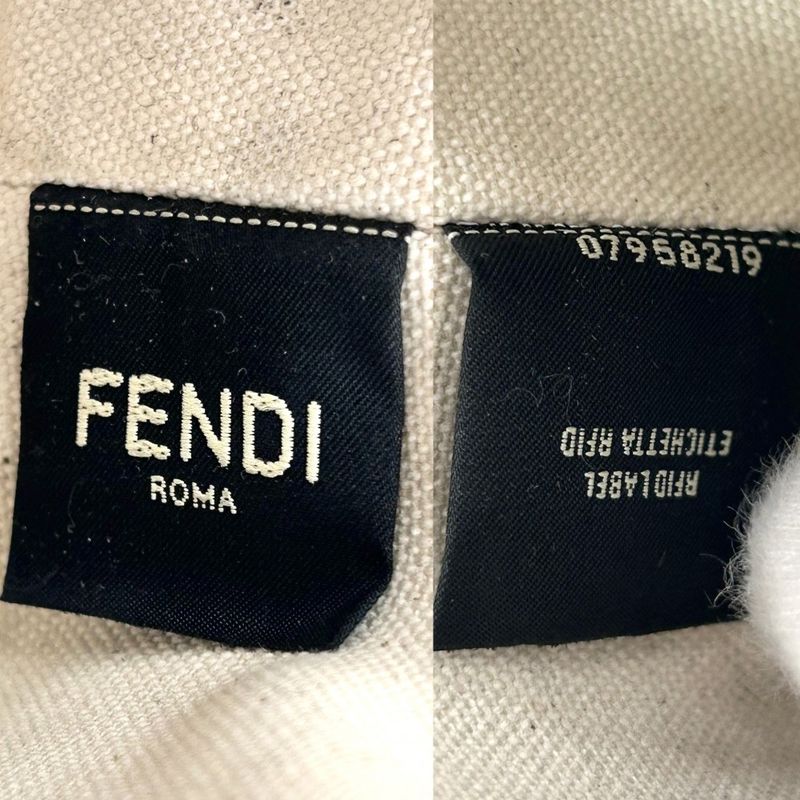 FENDI
ROMA
07958219
RFID LABEL
ETICHETTA RFID